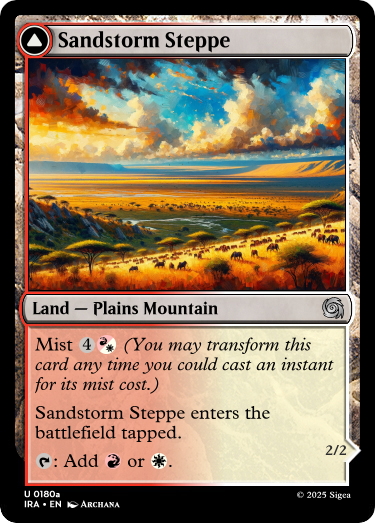 Sandstorm Steppe
Land — Plains Mountain
Mist 4 (You may transform this
card any time you could cast an instant
for its mist cost.)
Sandstorm Steppe enters the
battlefield tapped.
: Add or .
2/2
U 0180a
IRA • EN Archana
© 2025 Sigea